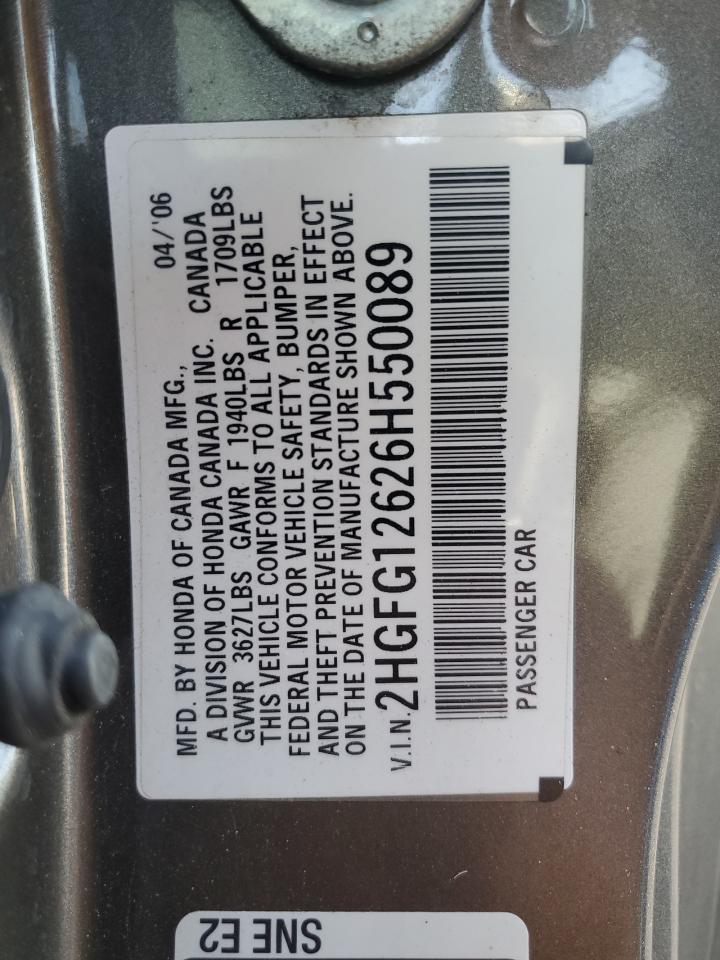 04/'06
MFD. BY HONDA OF CANADA MFG.,
A DIVISION OF HONDA CANADA INC. CANADA
GVWR 3627LBS GAWR F 1940LBS R 1709LBS
THIS VEHICLE CONFORMS TO ALL APPLICABLE
FEDERAL MOTOR VEHICLE SAFETY, BUMPER,
AND THEFT PREVENTION STANDARDS IN EFFECT
ON THE DATE OF MANUFACTURE SHOWN ABOVE.
V.I.N. 2HGFG12626H550089
PASSENGER CAR
SNE E2